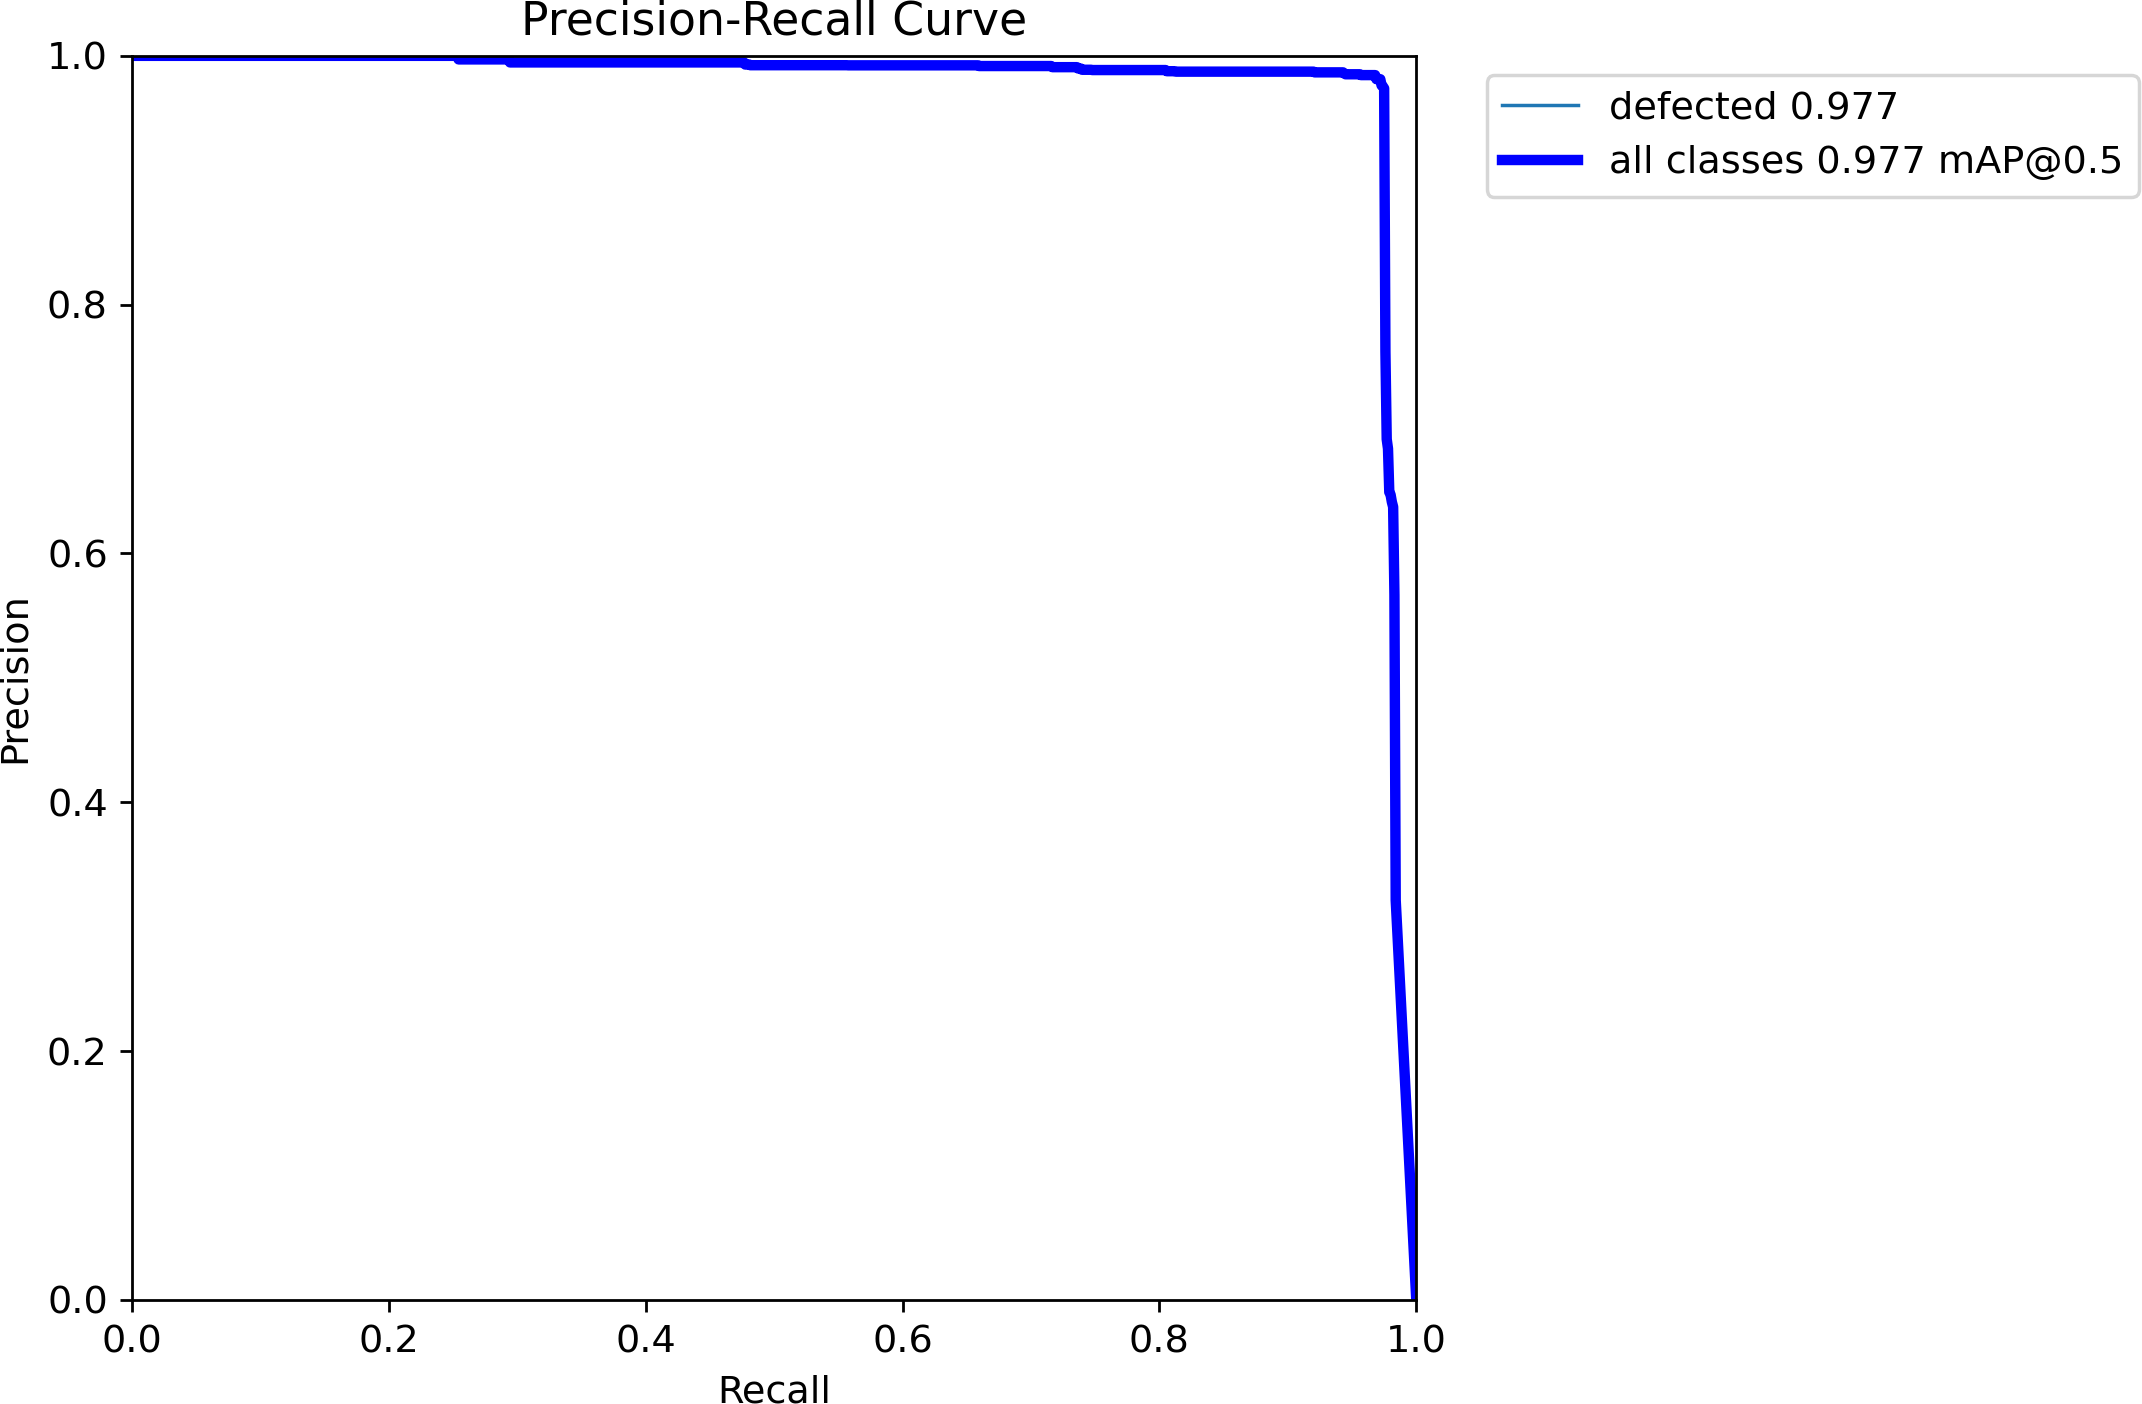 Precision-Recall Curve
1.0
0.8
0.6
0.4
0.2
0.0
Precision
0.0 0.2 0.4 0.6 0.8 1.0
Recall
defected 0.977
all classes 0.977 mAP@0.5